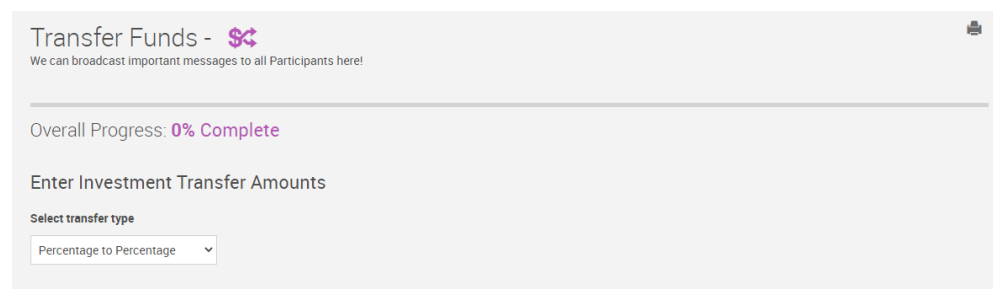 Transfer Funds -
We can broadcast important messages to all Participants here!
Overall Progress: 0% Complete
Enter Investment Transfer Amounts
Select transfer type
Percentage to Percentage